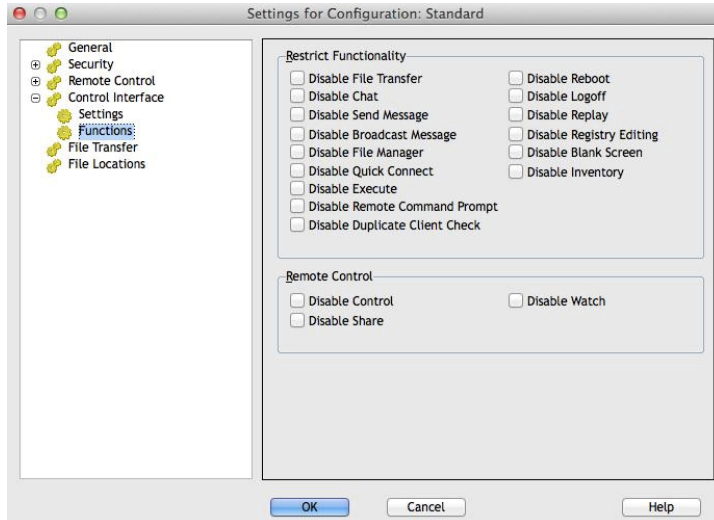 Settings for Configuration: Standard
General
Security
Remote Control
Control Interface
Settings
Functions
File Transfer
File Locations
Restrict Functionality
Disable File Transfer
Disable Chat
Disable Send Message
Disable Broadcast Message
Disable File Manager
Disable Quick Connect
Disable Execute
Disable Remote Command Prompt
Disable Duplicate Client Check
Disable Reboot
Disable Logoff
Disable Replay
Disable Registry Editing
Disable Blank Screen
Disable Inventory
Remote Control
Disable Control
Disable Share
Disable Watch
OK
Cancel
Help